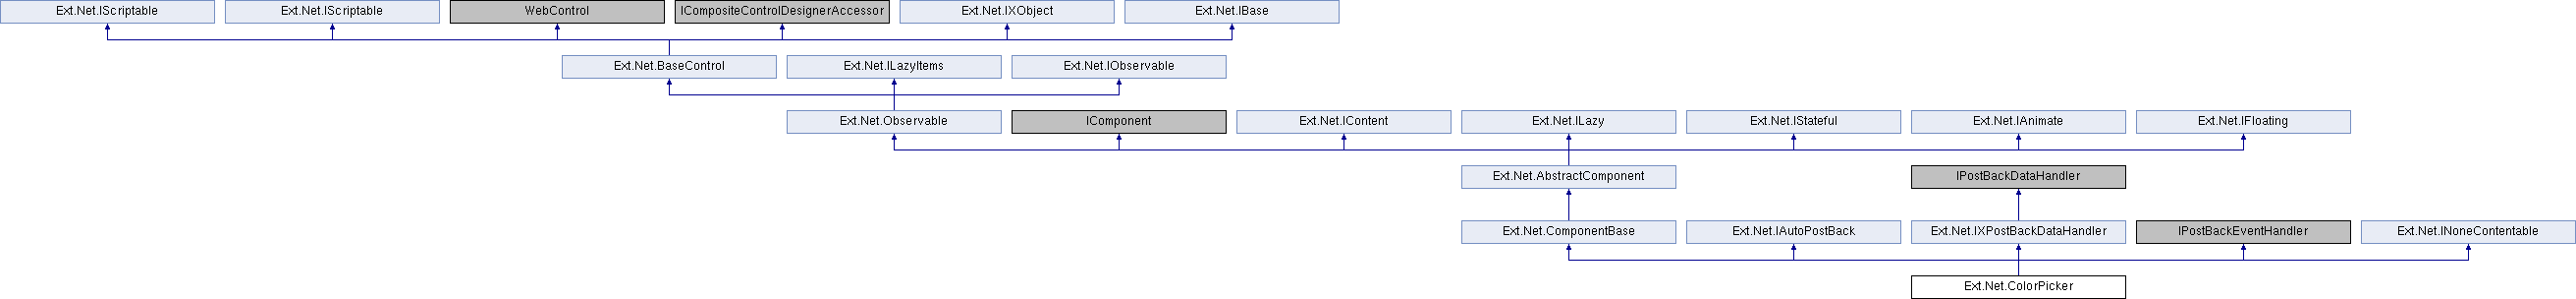 Ext.Net.IScriptable
Ext.Net.IScriptable
WebControl
ICompositeControlDesignerAccessor
Ext.Net.IXObject
Ext.Net.IBase
Ext.Net.BaseControl
Ext.Net.ILazyItems
Ext.Net.IObservable
Ext.Net.Observable
IComponent
Ext.Net.IContent
Ext.Net.ILazy
Ext.Net.IStateful
Ext.Net.IAnimate
Ext.Net.IFloating
Ext.Net.AbstractComponent
IPostBackDataHandler
Ext.Net.ComponentBase
Ext.Net.IAutoPostBack
Ext.Net.IXPostBackDataHandler
IPostBackEventHandler
Ext.Net.INoneContentable
Ext.Net.ColorPicker